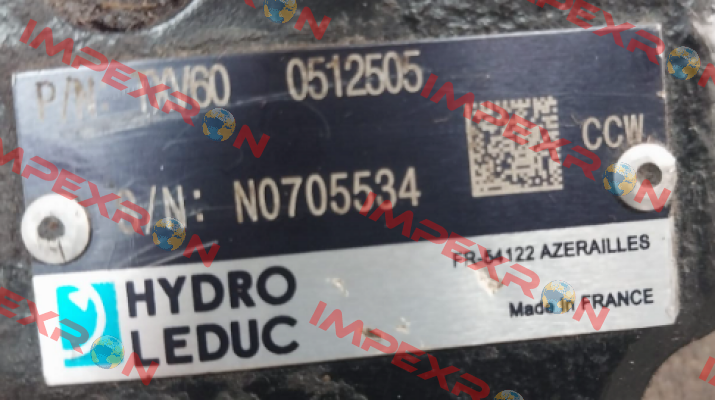 P/N 0512505
CCW
S/N: N0705534
FR-54122 AZERAILLES
HYDRO
LEDUC
Made in FRANCE
IMPEXRON